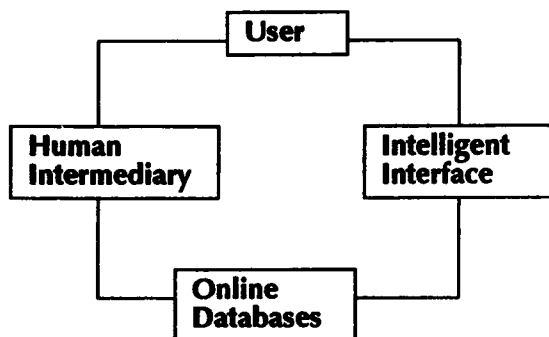 User
Human
Intermediary
Intelligent
Interface
Online
Databases